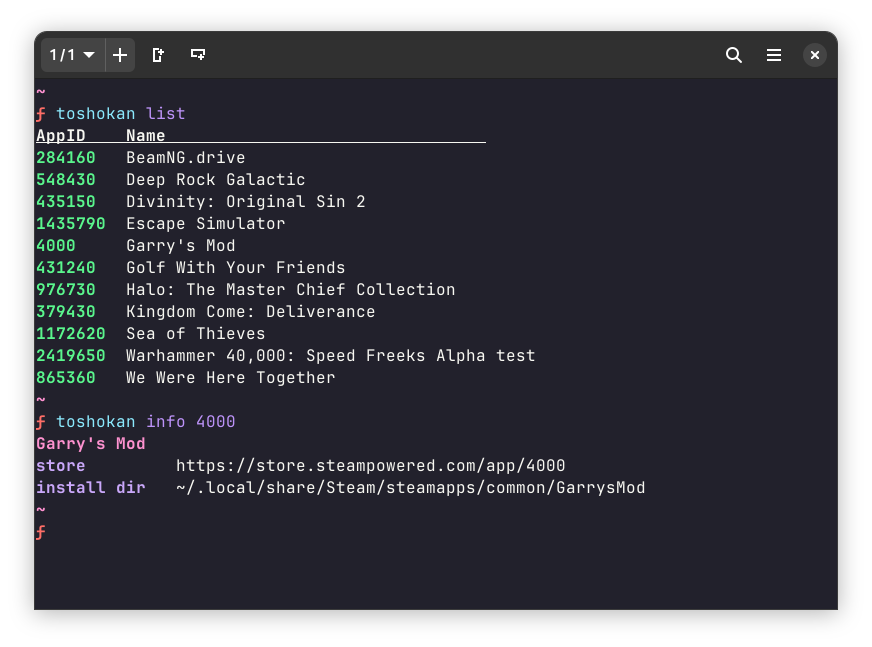 1/1
~
ƒ toshokan list
AppID    Name
284160   BeamNG.drive
548430   Deep Rock Galactic
435150   Divinity: Original Sin 2
1435790  Escape Simulator
4000     Garry's Mod
431240   Golf With Your Friends
976730   Halo: The Master Chief Collection
379430   Kingdom Come: Deliverance
1172620  Sea of Thieves
2419650  Warhammer 40,000: Speed Freeks Alpha test
865360   We Were Here Together
~
ƒ toshokan info 4000
Garry's Mod
store         https://store.steampowered.com/app/4000
install dir   ~/.local/share/Steam/steamapps/common/GarrysMod
~
ƒ